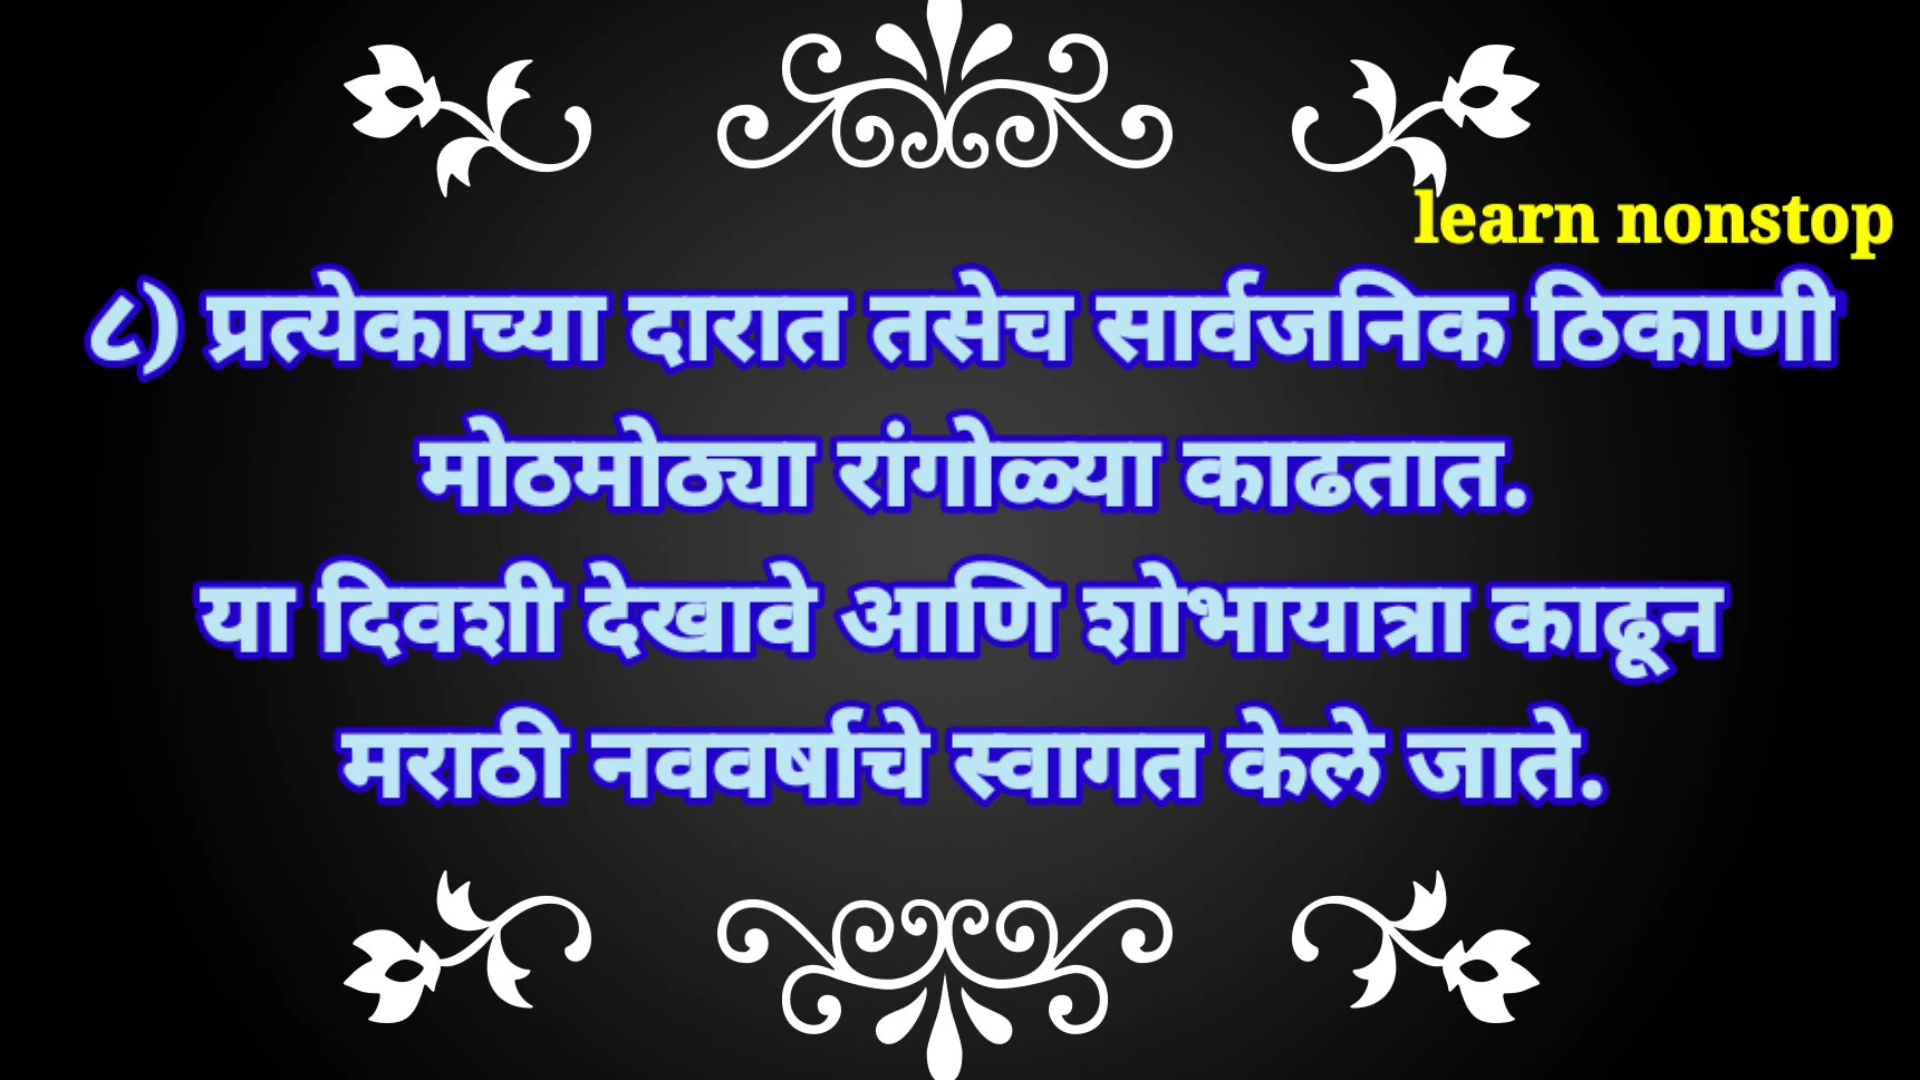 learn nonstop
८) प्रत्येकाच्या दारात तसेच सार्वजनिक ठिकाणी
मोठमोठ्या रांगोळ्या काढतात.
या दिवशी देखावे आणि शोभायात्रा काढून
मराठी नववर्षाचे स्वागत केले जाते.